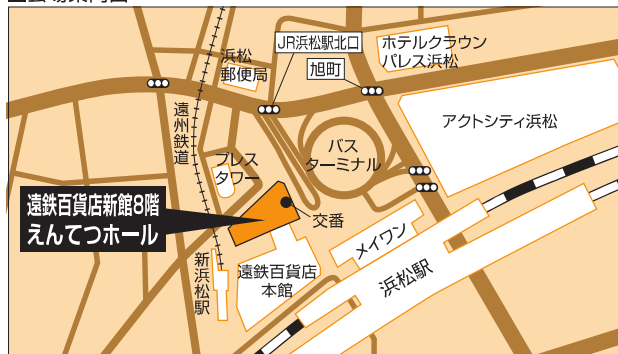 JR浜松駅北口
ホテルクラウン
パレス浜松
浜松
郵便局
旭町
アクトシティ浜松
遠州鉄道
プレス
タワー
バス
ターミナル
遠鉄百貨店新館8階
えんてつホール
交番
メイワン
新浜松駅
遠鉄百貨店
本館
浜松駅